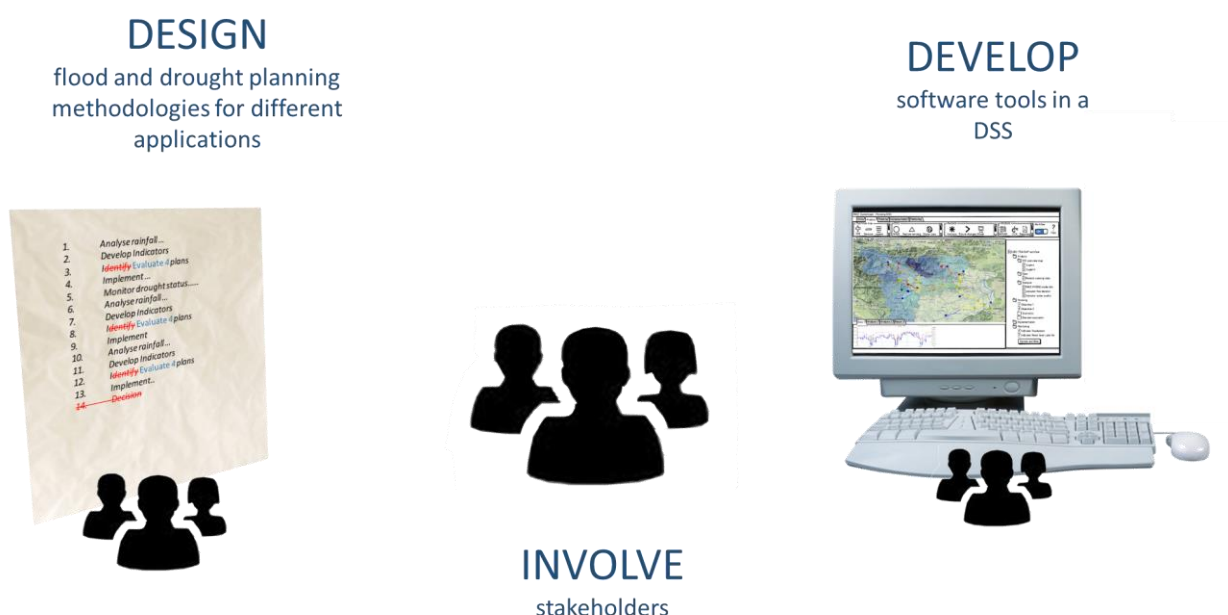 DESIGN
flood and drought planning
methodologies for different
applications
1. Analyse rainfall...
2. Develop Indicators
3. Identify Evaluate 4 plans
4. Implement...
5. Monitor drought status.....
6. Analyse rainfall...
7. Develop Indicators
8. Identify Evaluate 4 plans
9. Implement
10. Analyse rainfall...
11. Develop Indicators
12. Identify Evaluate 4 plans
13. Implement..
14. Decision
INVOLVE
stakeholders
DEVELOP
software tools in a
DSS